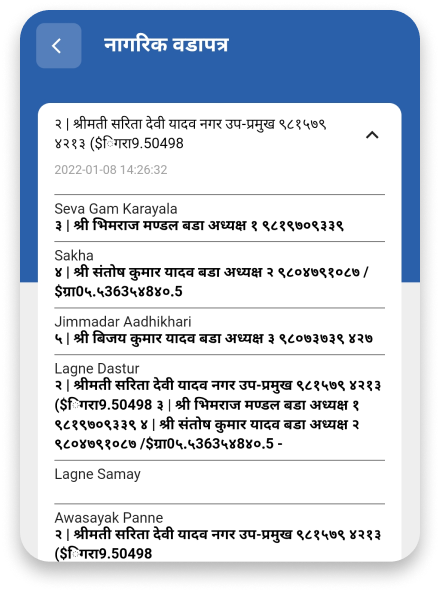 नागरिक वडापत्र
२ | श्रीमती सरिता देवी यादव नगर उप-प्रमुख ९८१५७९
४२१३ ($िगरा9.50498
2022-01-08 14:26:32
Seva Gam Karayala
३ | श्री भिमराज मण्डल बडा अध्यक्ष १ ९८१९७०९३३९
Sakha
४ | श्री संतोष कुमार यादव बडा अध्यक्ष २ ९८०४७९१०८७ /
$ग्रा0५.५363५४8४०.5
Jimmadar Aadhikhari
५ | श्री बिजय कुमार यादव बडा अध्यक्ष ३ ९८०७३७३९ ४२७
Lagne Dastur
२ | श्रीमती सरिता देवी यादव नगर उप-प्रमुख ९८१५७९ ४२१३
($िगरा9.50498 ३ | श्री भिमराज मण्डल बडा अध्यक्ष १
९८१९७०९३३९ ४ | श्री संतोष कुमार यादव बडा अध्यक्ष २
९८०४७९१०८७ /$ग्रा0५.५363५४8४०.5 -
Lagne Samay
Awasayak Panne
२ | श्रीमती सरिता देवी यादव नगर उप-प्रमुख ९८१५७९ ४२१३
($िगरा9.50498